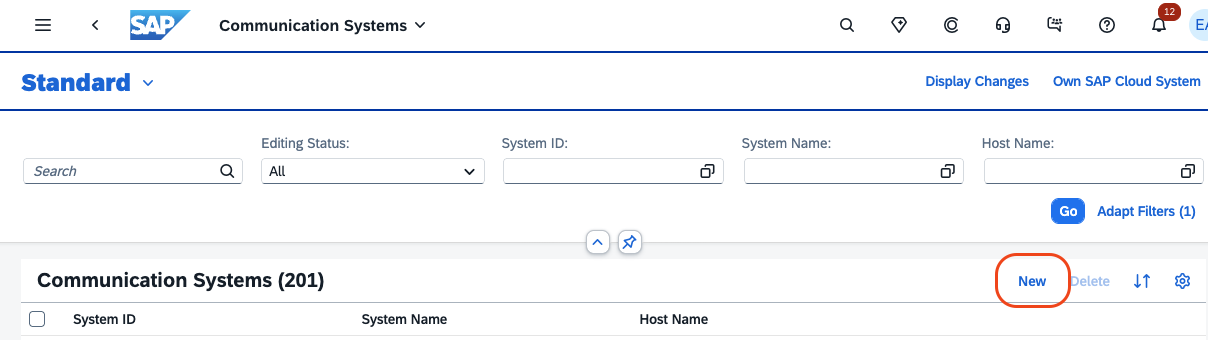 SAP Communication Systems 12 EA
Standard Display Changes Own SAP Cloud System
Editing Status: System ID: System Name: Host Name:
Search All
Go Adapt Filters (1)
Communication Systems (201) New Delete
System ID System Name Host Name